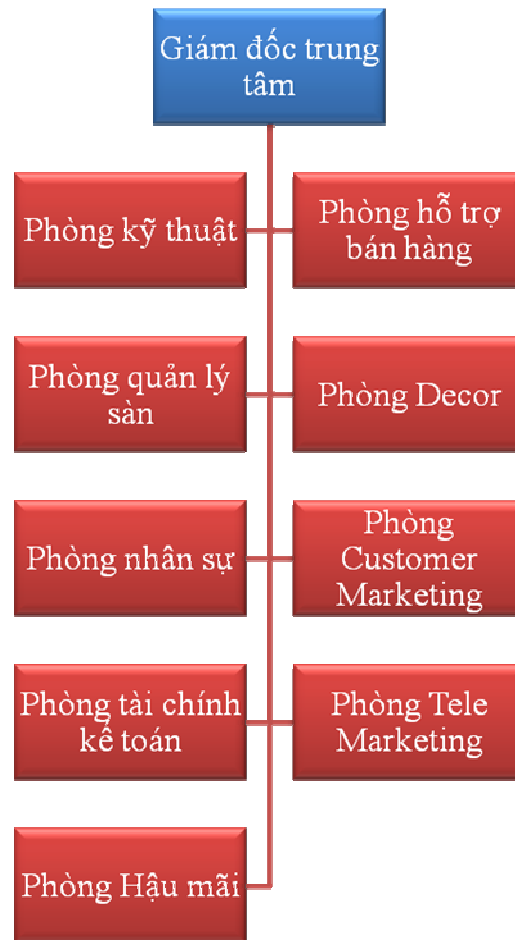 Giám đốc trung
tâm
Phòng kỹ thuật
Phòng hỗ trợ
bán hàng
Phòng quản lý
sàn
Phòng Decor
Phòng nhân sự
Phòng
Customer
Marketing
Phòng tài chính
kế toán
Phòng Tele
Marketing
Phòng Hậu mãi